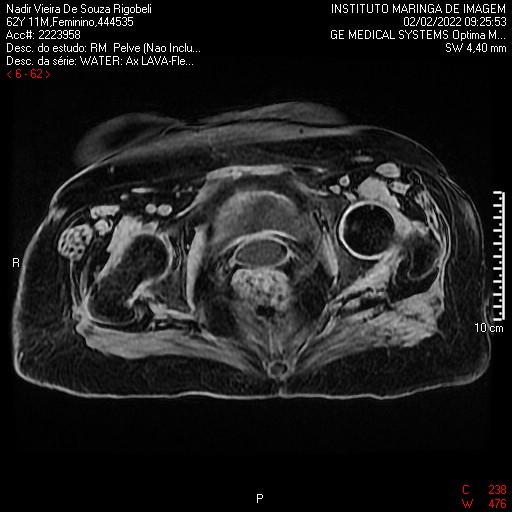 Nadir Vieira De Souza Rigobeli
62Y 11M,Feminino,444535
Acc#: 2223958
Desc. do estudo: RM Pelve (Nao Inclu...
Desc. da série: WATER: Ax LAVA-Fle...
< 6 - 62 >
INSTITUTO MARINGA DE IMAGEM
02/02/2022 09:25:53
GE MEDICAL SYSTEMS Optima M...
SW 4,40 mm
R
10 cm
P
C 238
W 476